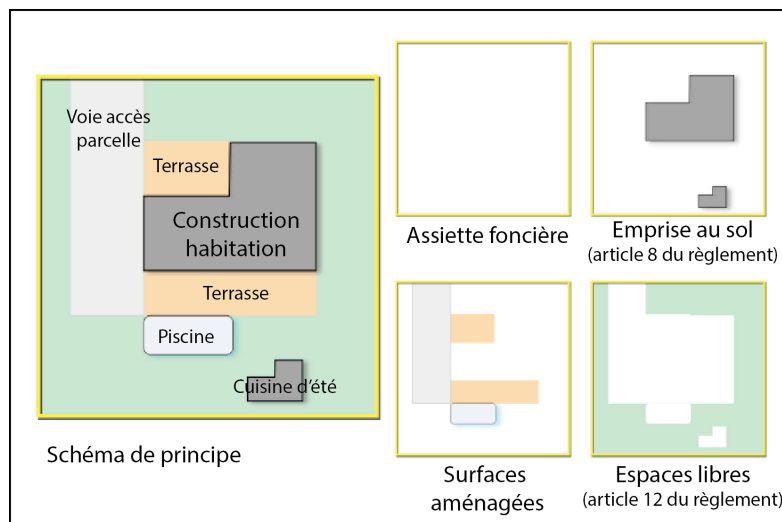 Voie accès
parcelle
Terrasse
Construction
habitation
Terrasse
Piscine
Cuisine d'été
Schéma de principe
Assiette foncière
Emprise au sol
(article 8 du règlement)
Surfaces
aménagées
Espaces libres
(article 12 du règlement)